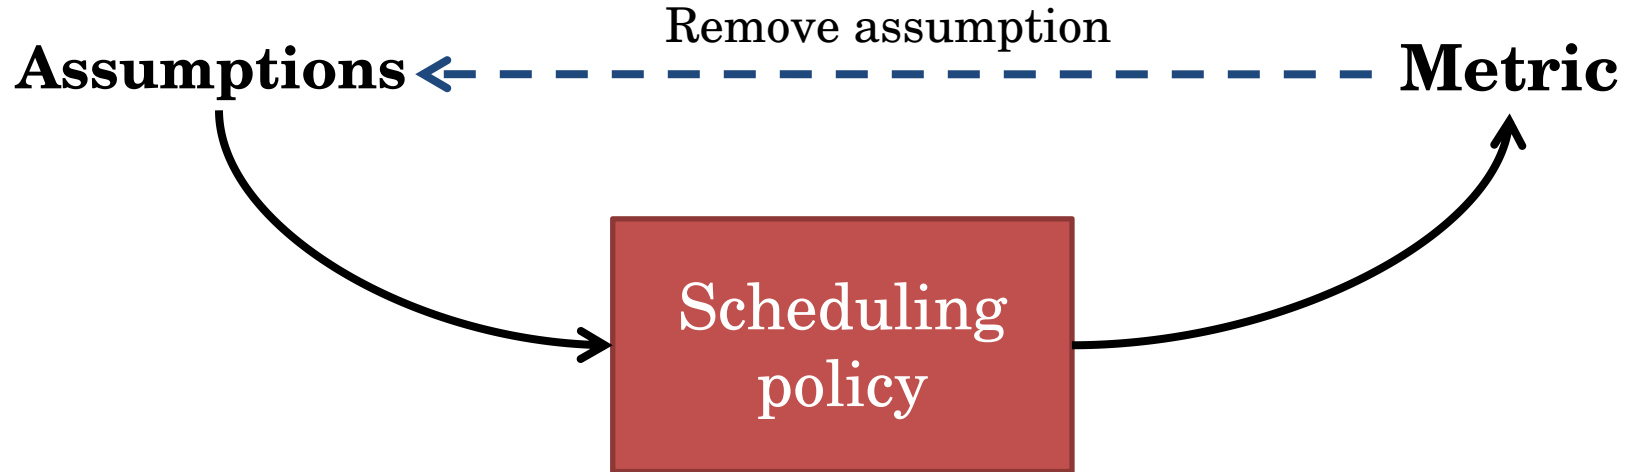 Remove assumption
Assumptions
Metric
Scheduling
policy